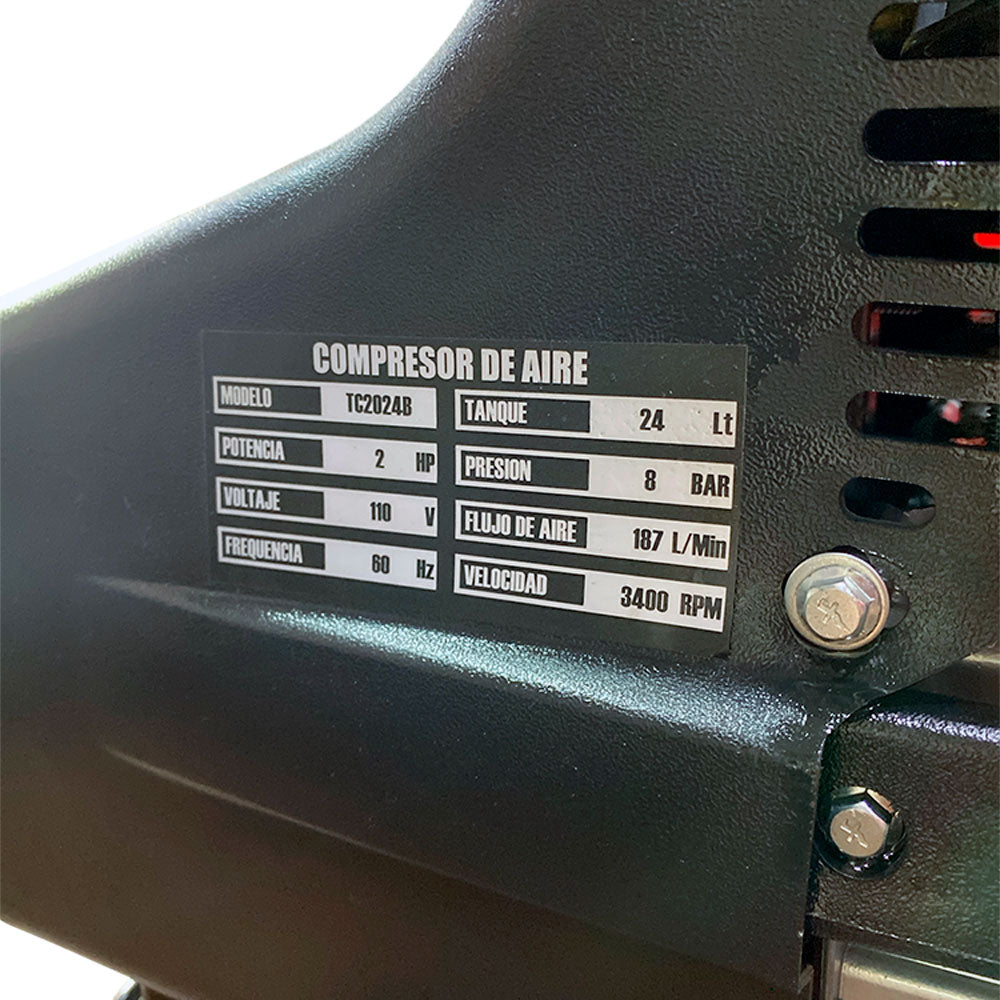 COMPRESOR DE AIRE
MODELO TC2024B
POTENCIA 2 HP
VOLTAJE 110 V
FREQUENCIA 60 Hz
TANQUE 24 Lt
PRESION 8 BAR
FLUJO DE AIRE 187 L/Min
VELOCIDAD 3400 RPM